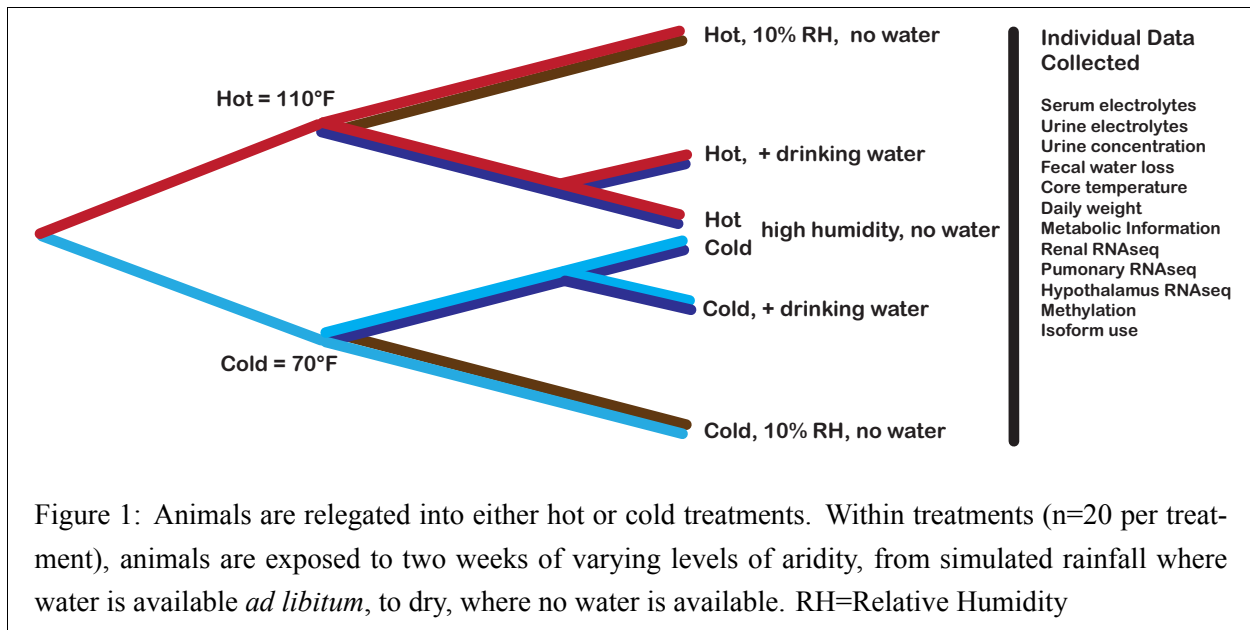 Hot, 10% RH, no water
Hot = 110°F
Hot, + drinking water
Hot
Cold
high humidity, no water
Cold, + drinking water
Cold = 70°F
Cold, 10% RH, no water
Individual Data
Collected
Serum electrolytes
Urine electrolytes
Urine concentration
Fecal water loss
Core temperature
Daily weight
Metabolic Information
Renal RNAseq
Pumonary RNAseq
Hypothalamus RNAseq
Methylation
Isoform use
Figure 1: Animals are relegated into either hot or cold treatments. Within treatments (n=20 per treat-
ment), animals are exposed to two weeks of varying levels of aridity, from simulated rainfall where
water is available ad libitum, to dry, where no water is available. RH=Relative Humidity